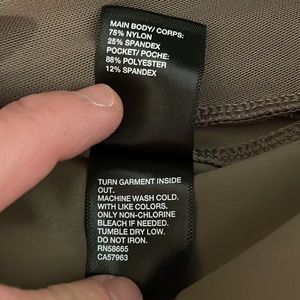 MAIN BODY/ CORPS:
75% NYLON
25% SPANDEX
POCKET/ POCHE:
88% POLYESTER
12% SPANDEX
TURN GARMENT INSIDE
OUT.
MACHINE WASH COLD.
WITH LIKE COLORS.
ONLY NON-CHLORINE
BLEACH IF NEEDED.
TUMBLE DRY LOW.
DO NOT IRON.
RN58665
CA57963